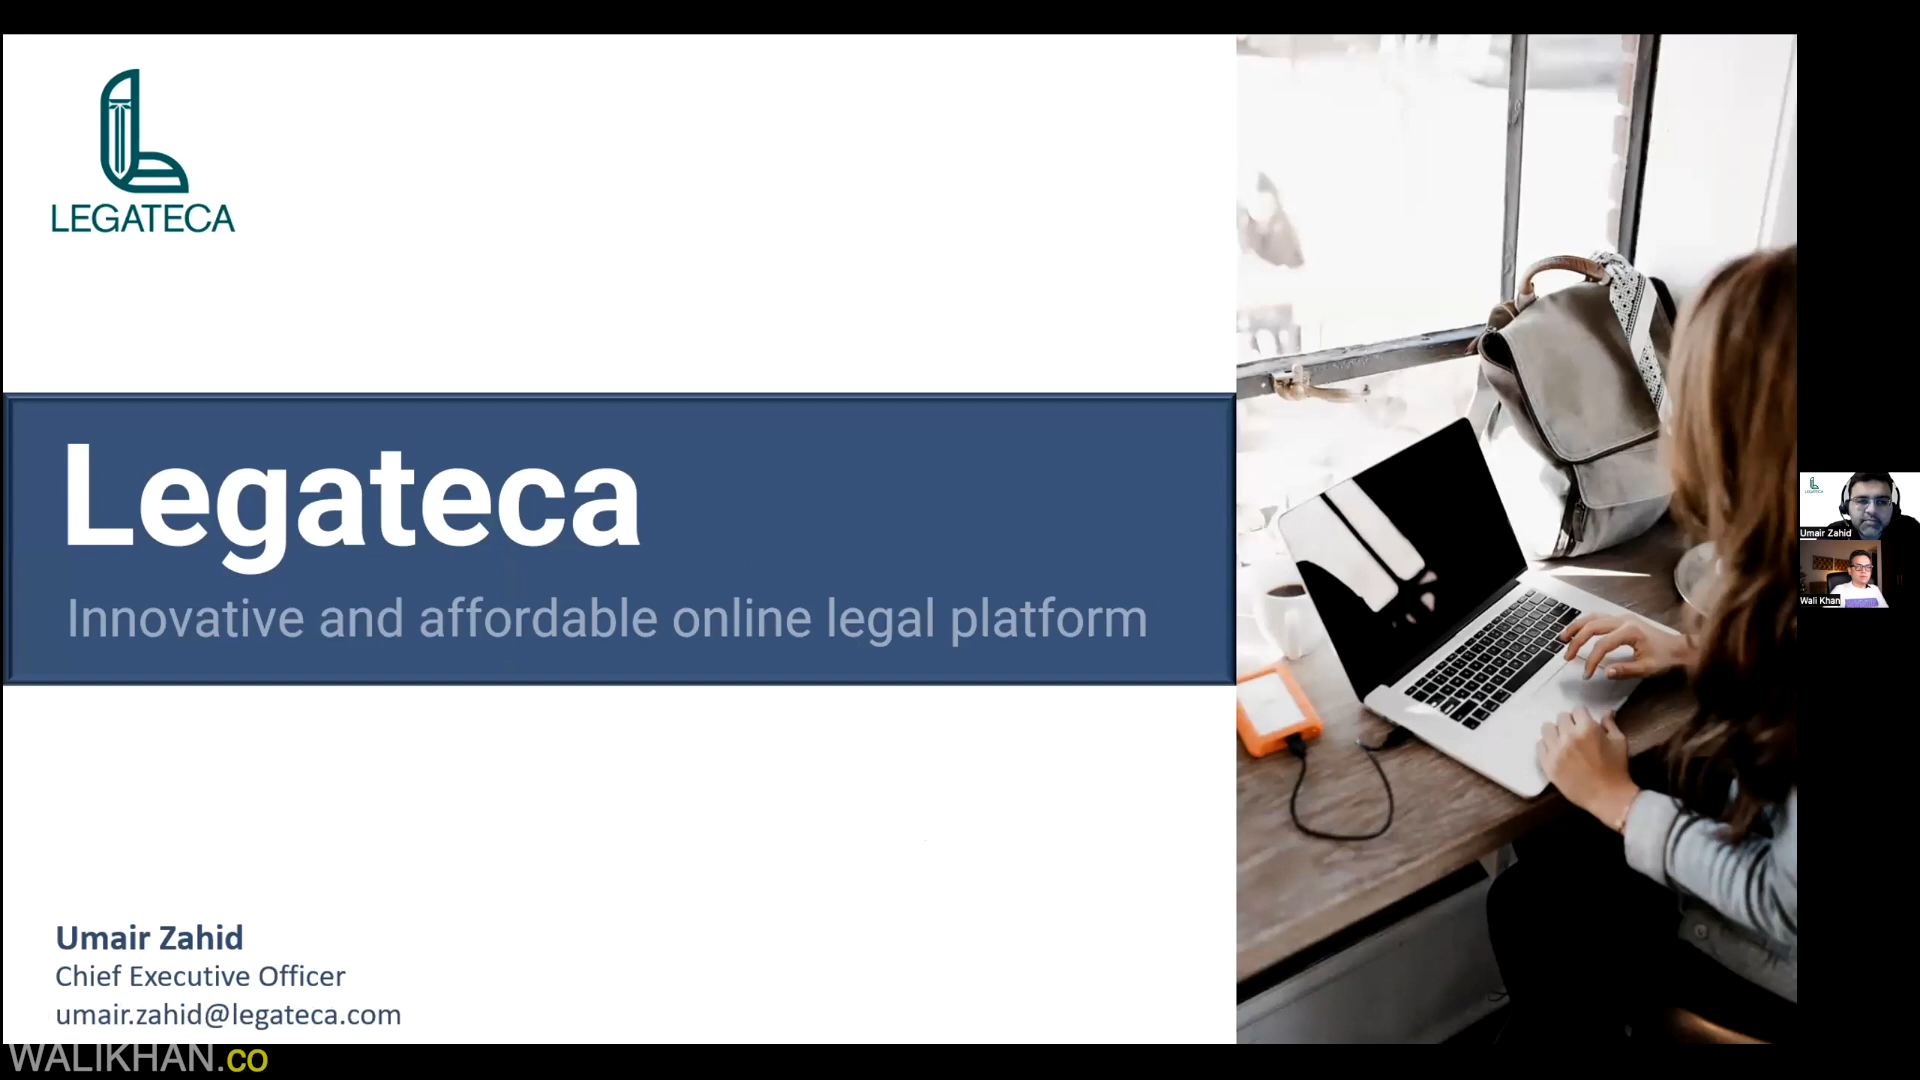 LEGATECA
Legateca
Innovative and affordable online legal platform
Umair Zahid
Chief Executive Officer
umair.zahid@legateca.com
Umair Zahid
Wali Khan
WALIKHAN.CO